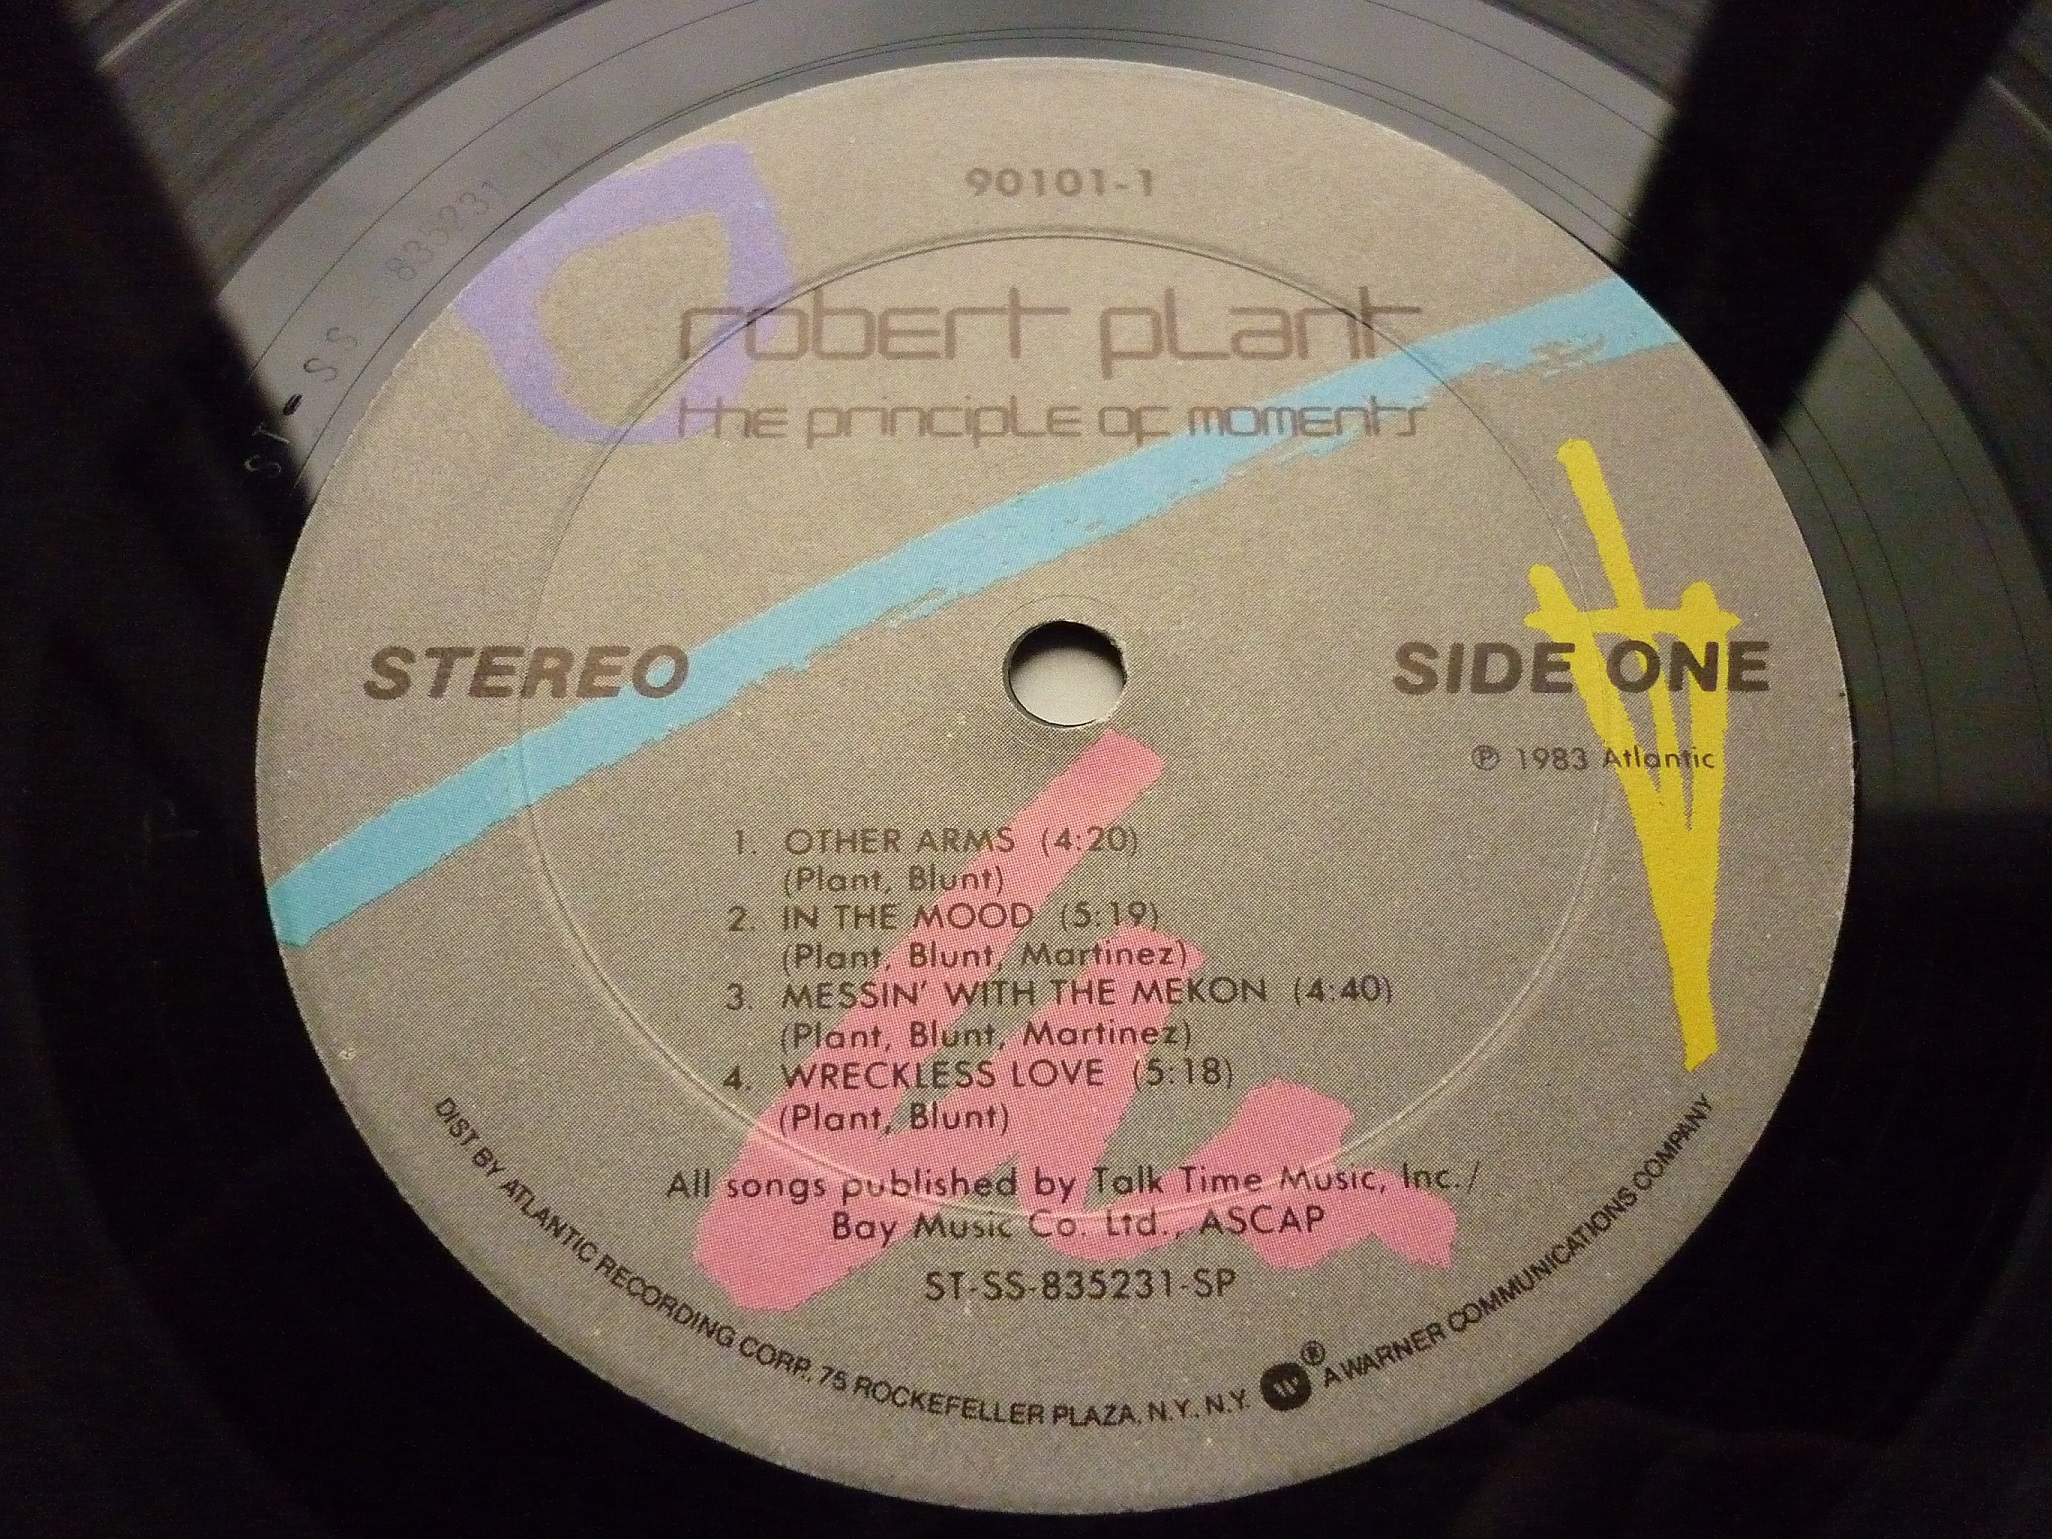 90101-1
robert plant
the principle of moments
STEREO
SIDE ONE
℗ 1983 Atlantic
1. OTHER ARMS (4:20)
(Plant, Blunt)
2. IN THE MOOD (5:19)
(Plant, Blunt, Martinez)
3. MESSIN' WITH THE MEKON (4:40)
(Plant, Blunt, Martinez)
4. WRECKLESS LOVE (5:18)
(Plant, Blunt)
All songs published by Talk Time Music, Inc./
Bay Music Co. Ltd., ASCAP
ST-SS-835231-SP
DIST BY ATLANTIC RECORDING CORP., 75 ROCKEFELLER PLAZA, N.Y., N.Y. ® A WARNER COMMUNICATIONS COMPANY
ST-SS-835231